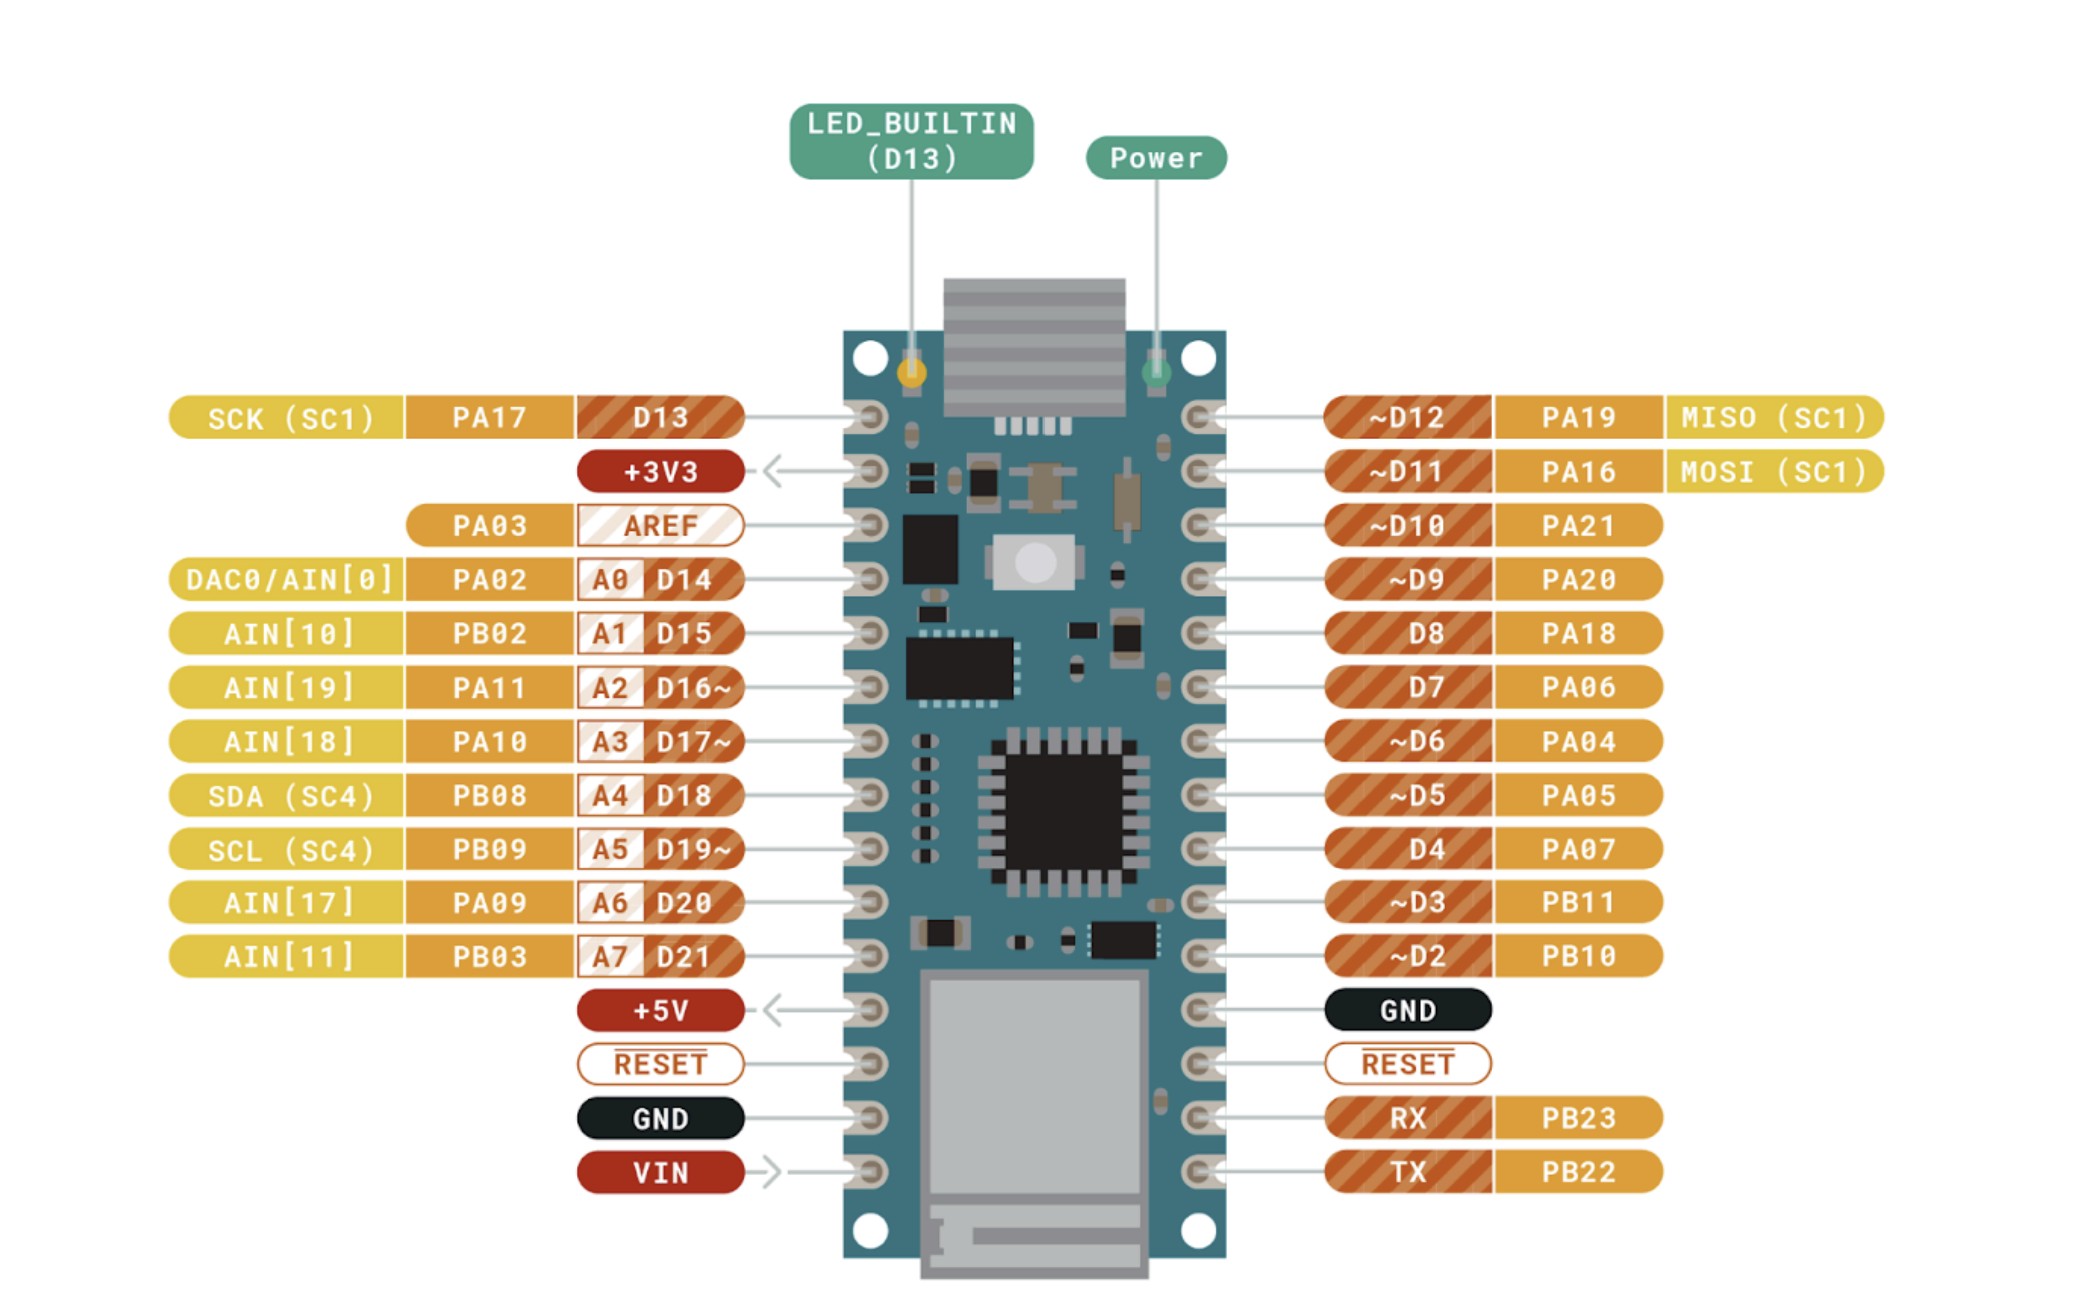 LED_BUILTIN
(D13)
Power
SCK (SC1) PA17 D13
~D12 PA19 MISO (SC1)
+3V3
~D11 PA16 MOSI (SC1)
PA03 AREF
~D10 PA21
DAC0/AIN[0] PA02 A0 D14
~D9 PA20
AIN[10] PB02 A1 D15
D8 PA18
AIN[19] PA11 A2 D16~
D7 PA06
AIN[18] PA10 A3 D17~
~D6 PA04
SDA (SC4) PB08 A4 D18
~D5 PA05
SCL (SC4) PB09 A5 D19~
D4 PA07
AIN[17] PA09 A6 D20
~D3 PB11
AIN[11] PB03 A7 D21
~D2 PB10
+5V
GND
RESET
RESET
GND
RX PB23
VIN
TX PB22